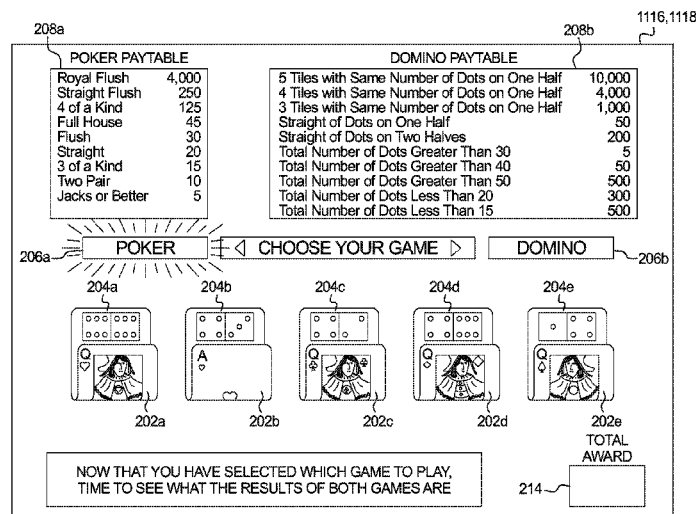 1116,1118
208a
208b
POKER PAYTABLE
Royal Flush 4,000
Straight Flush 250
4 of a Kind 125
Full House 45
Flush 30
Straight 20
3 of a Kind 15
Two Pair 10
Jacks or Better 5
DOMINO PAYTABLE
5 Tiles with Same Number of Dots on One Half 10,000
4 Tiles with Same Number of Dots on One Half 4,000
3 Tiles with Same Number of Dots on One Half 1,000
Straight of Dots on One Half 50
Straight of Dots on Two Halves 200
Total Number of Dots Greater Than 30 5
Total Number of Dots Greater Than 40 50
Total Number of Dots Greater Than 50 500
Total Number of Dots Less Than 20 300
Total Number of Dots Less Than 15 500
206a
POKER
CHOOSE YOUR GAME
DOMINO
206b
204a 204b 204c 204d 204e
Q A Q Q Q
202a 202b 202c 202d 202e
NOW THAT YOU HAVE SELECTED WHICH GAME TO PLAY,
TIME TO SEE WHAT THE RESULTS OF BOTH GAMES ARE
TOTAL
AWARD
214